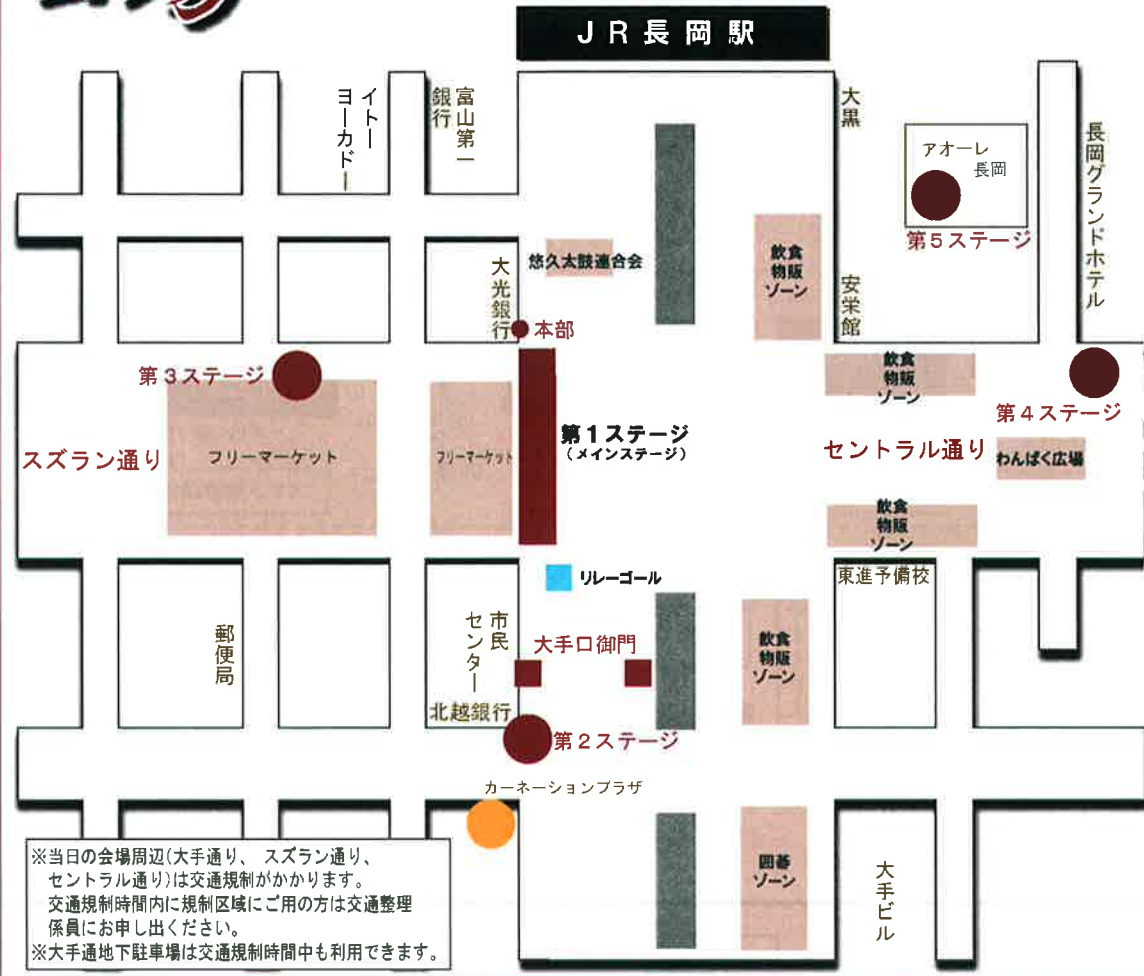 JR長岡駅
イトーヨーカドー
富山第一銀行
大黒
アオーレ
長岡
第5ステージ
長岡グランドホテル
悠久太鼓連合会
飲食
物販
ゾーン
大光銀行
本部
安栄館
第3ステージ
飲食
物販
ゾーン
第4ステージ
スズラン通り
フリーマーケット
フリーマーケット
第1ステージ
(メインステージ)
セントラル通り
わんぱく広場
飲食
物販
ゾーン
リレーゴール
東進予備校
郵便局
市民センター
大手口御門
飲食
物販
ゾーン
北越銀行
第2ステージ
カーネーションプラザ
囲碁
ゾーン
大手ビル
※当日の会場周辺(大手通り、スズラン通り、
セントラル通り)は交通規制がかかります。
交通規制時間内に規制区域にご用の方は交通整理
係員にお申し出ください。
※大手通地下駐車場は交通規制時間中も利用できます。